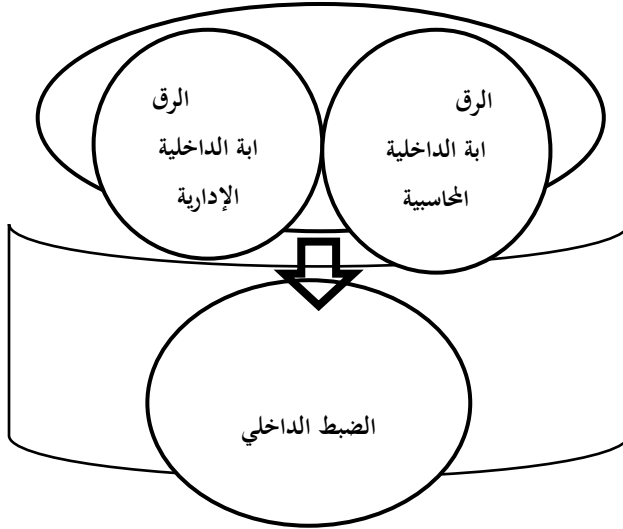 الرق
ابة الداخلية
المحاسبية
الرق
ابة الداخلية
الإدارية
الضبط الداخلي